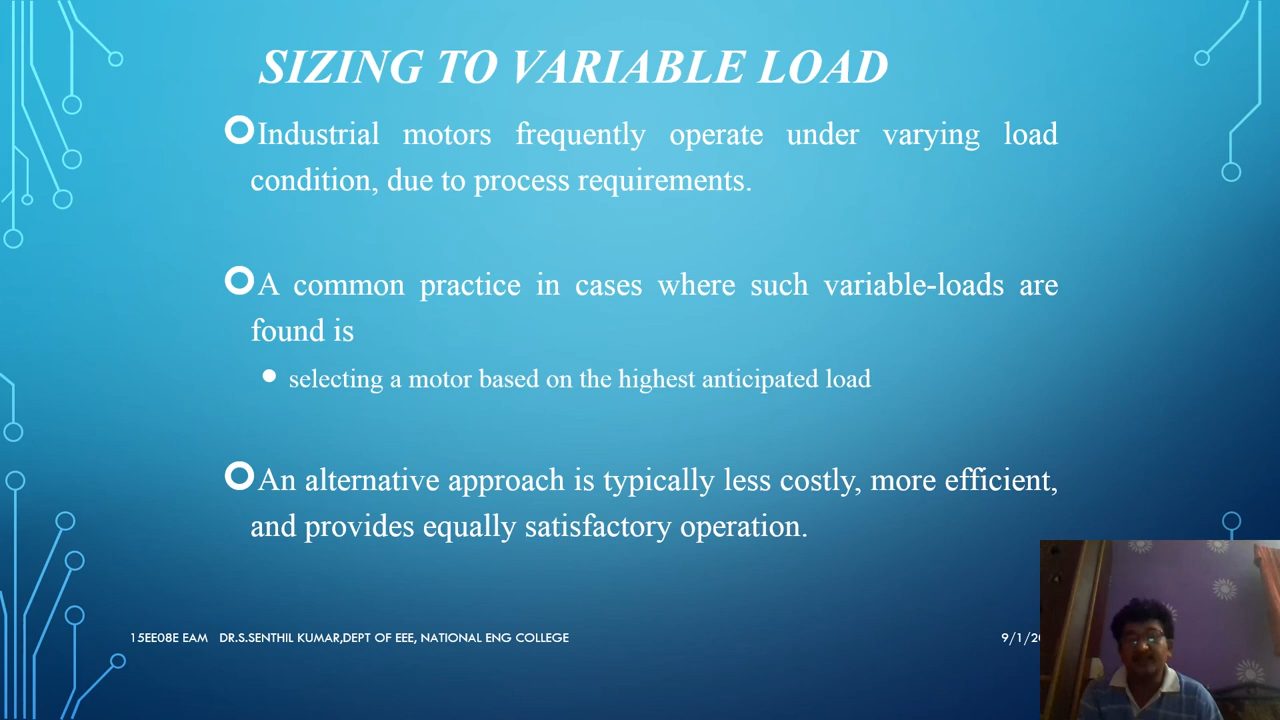 SIZING TO VARIABLE LOAD
Industrial motors frequently operate under varying load
condition, due to process requirements.
A common practice in cases where such variable-loads are
found is
selecting a motor based on the highest anticipated load
An alternative approach is typically less costly, more efficient,
and provides equally satisfactory operation.
15EE08E EAM DR.S.SENTHIL KUMAR,DEPT OF EEE, NATIONAL ENG COLLEGE
9/1/20